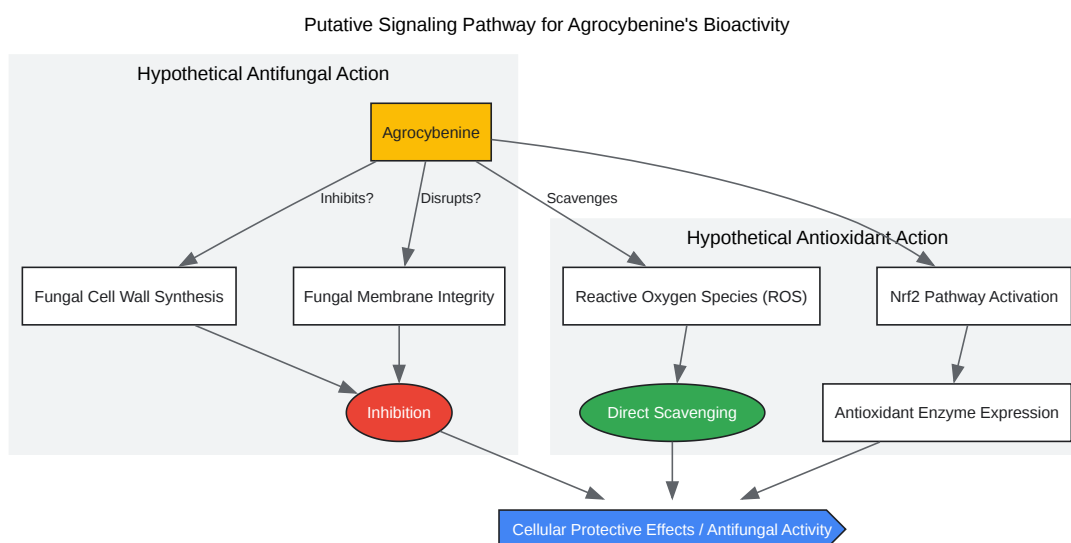 Putative Signaling Pathway for Agrocybenine's Bioactivity
Hypothetical Antifungal Action
Agrocybenine
Inhibits?
Disrupts?
Scavenges
Hypothetical Antioxidant Action
Fungal Cell Wall Synthesis
Fungal Membrane Integrity
Reactive Oxygen Species (ROS)
Nrf2 Pathway Activation
Inhibition
Direct Scavenging
Antioxidant Enzyme Expression
Cellular Protective Effects / Antifungal Activity